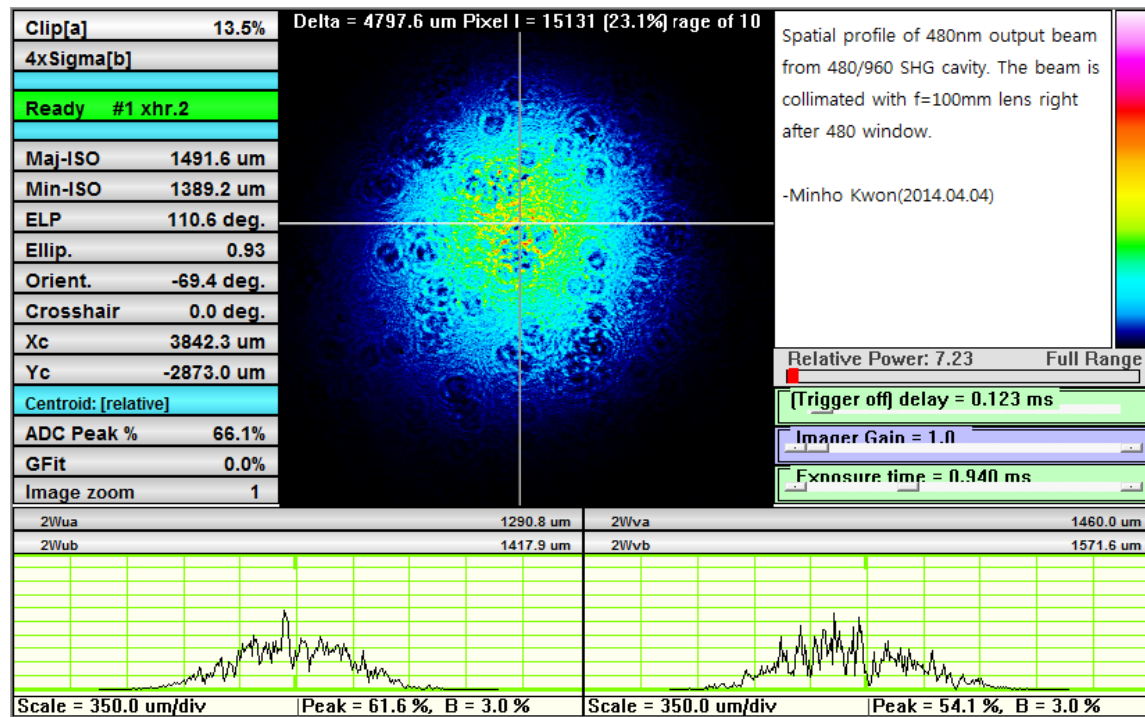 Clip[a] 13.5%
4xSigma[b]
Ready #1 xhr.2
Maj-ISO 1491.6 um
Min-ISO 1389.2 um
ELP 110.6 deg.
Ellip. 0.93
Orient. -69.4 deg.
Crosshair 0.0 deg.
Xc 3842.3 um
Yc -2873.0 um
Centroid: [relative]
ADC Peak % 66.1%
GFit 0.0%
Image zoom 1
Delta = 4797.6 um Pixel I = 15131 (23.1%) rage of 10
Spatial profile of 480nm output beam
from 480/960 SHG cavity. The beam is
collimated with f=100mm lens right
after 480 window.
-Minho Kwon(2014.04.04)
Relative Power: 7.23 Full Range
(Trigger off) delay = 0.123 ms
Imager Gain = 1.0
Exposure time = 0.940 ms
2Wua 1290.8 um
2Wub 1417.9 um
2Wva 1460.0 um
2Wvb 1571.6 um
Scale = 350.0 um/div Peak = 61.6 %, B = 3.0 %
Scale = 350.0 um/div Peak = 54.1 %, B = 3.0 %